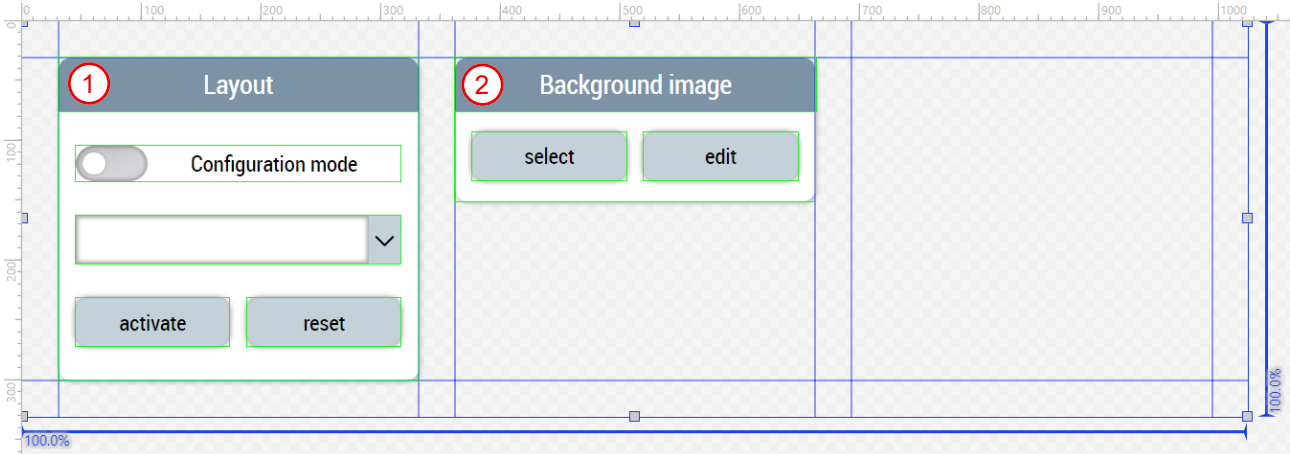 0 100 200 300 400 500 600 700 800 900 1000
0
1 Layout
2 Background image
Configuration mode
select edit
100
200
activate reset
300
100.0%
100.0%